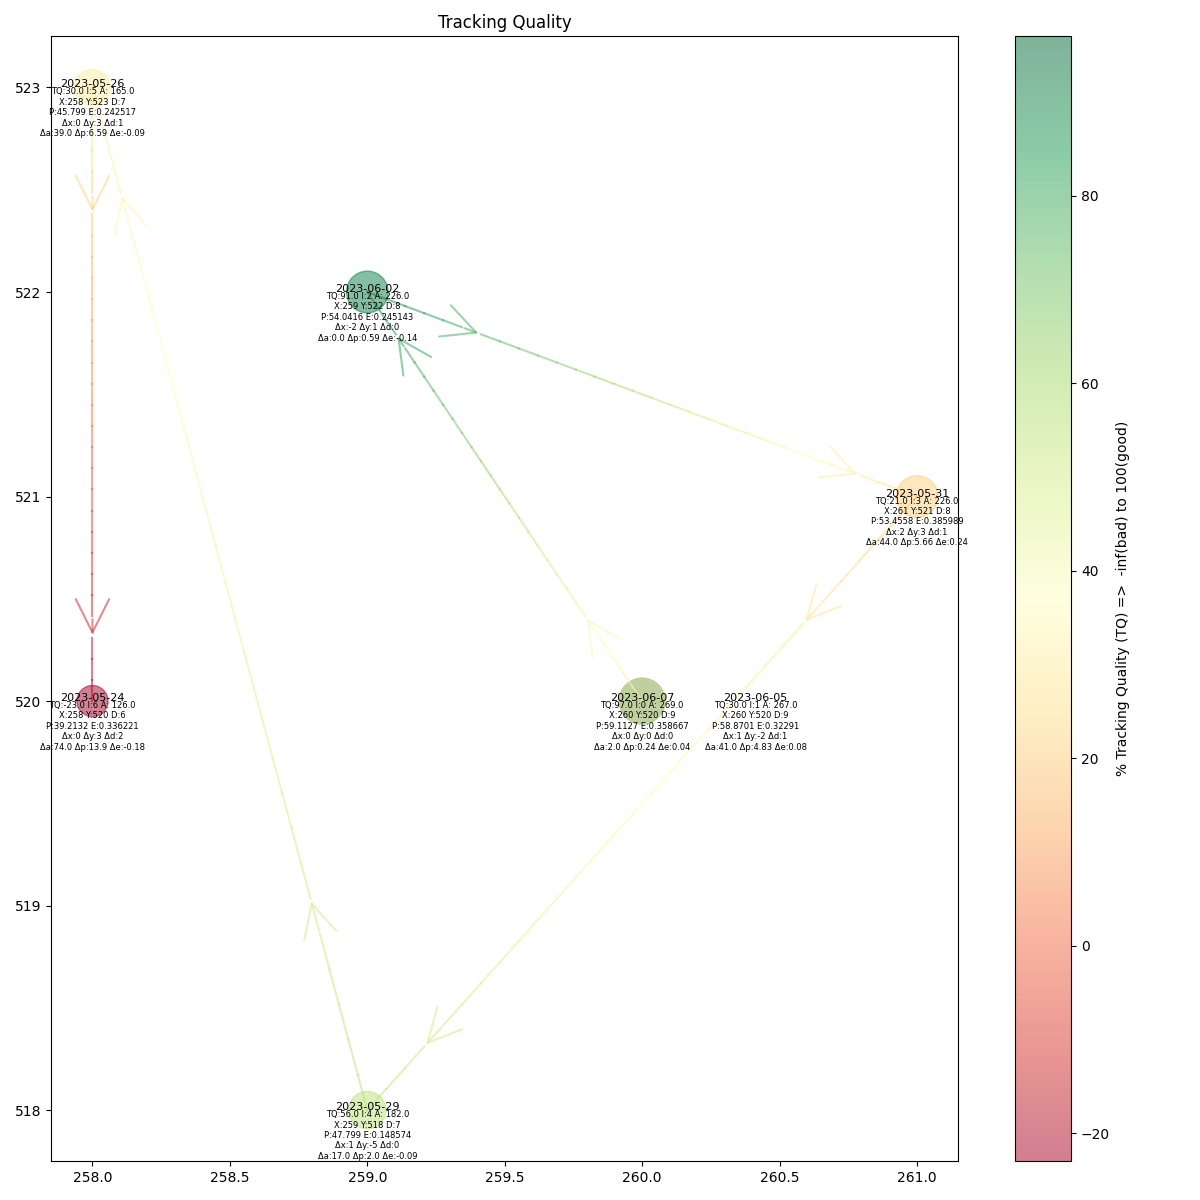 Tracking Quality
523
522
521
520
519
518
258.0
258.5
259.0
259.5
260.0
260.5
261.0
2023-05-26
TQ:30.0 I:5 A: 165.0
X:258 Y:523 D:7
P:45.799 E:0.242517
Δx:0 Δy:3 Δd:1
Δa:39.0 Δp:6.59 Δe:-0.09
2023-06-02
TQ:91.0 I:2 A: 226.0
X:259 Y:522 D:8
P:54.0416 E:0.245143
Δx:-2 Δy:1 Δd:0
Δa:0.0 Δp:0.59 Δe:-0.14
2023-05-31
TQ:21.0 I:3 A: 226.0
X:261 Y:521 D:8
P:53.4558 E:0.385989
Δx:2 Δy:3 Δd:1
Δa:44.0 Δp:5.66 Δe:0.24
2023-05-24
TQ:-23.0 I:6 A: 126.0
X:258 Y:520 D:6
P:39.2132 E:0.336221
Δx:0 Δy:3 Δd:2
Δa:74.0 Δp:13.9 Δe:-0.18
2023-06-07
TQ:97.0 I:0 A: 269.0
X:260 Y:520 D:9
P:59.1127 E:0.358667
Δx:0 Δy:0 Δd:0
Δa:2.0 Δp:0.24 Δe:0.04
2023-06-05
TQ:30.0 I:1 A: 267.0
X:260 Y:520 D:9
P:58.8701 E:0.32291
Δx:1 Δy:-2 Δd:1
Δa:41.0 Δp:4.83 Δe:0.08
2023-05-29
TQ:56.0 I:4 A: 182.0
X:259 Y:518 D:7
P:47.799 E:0.148574
Δx:1 Δy:-5 Δd:0
Δa:17.0 Δp:2.0 Δe:-0.09
80
60
40
20
0
−20
% Tracking Quality (TQ) => -inf(bad) to 100(good)